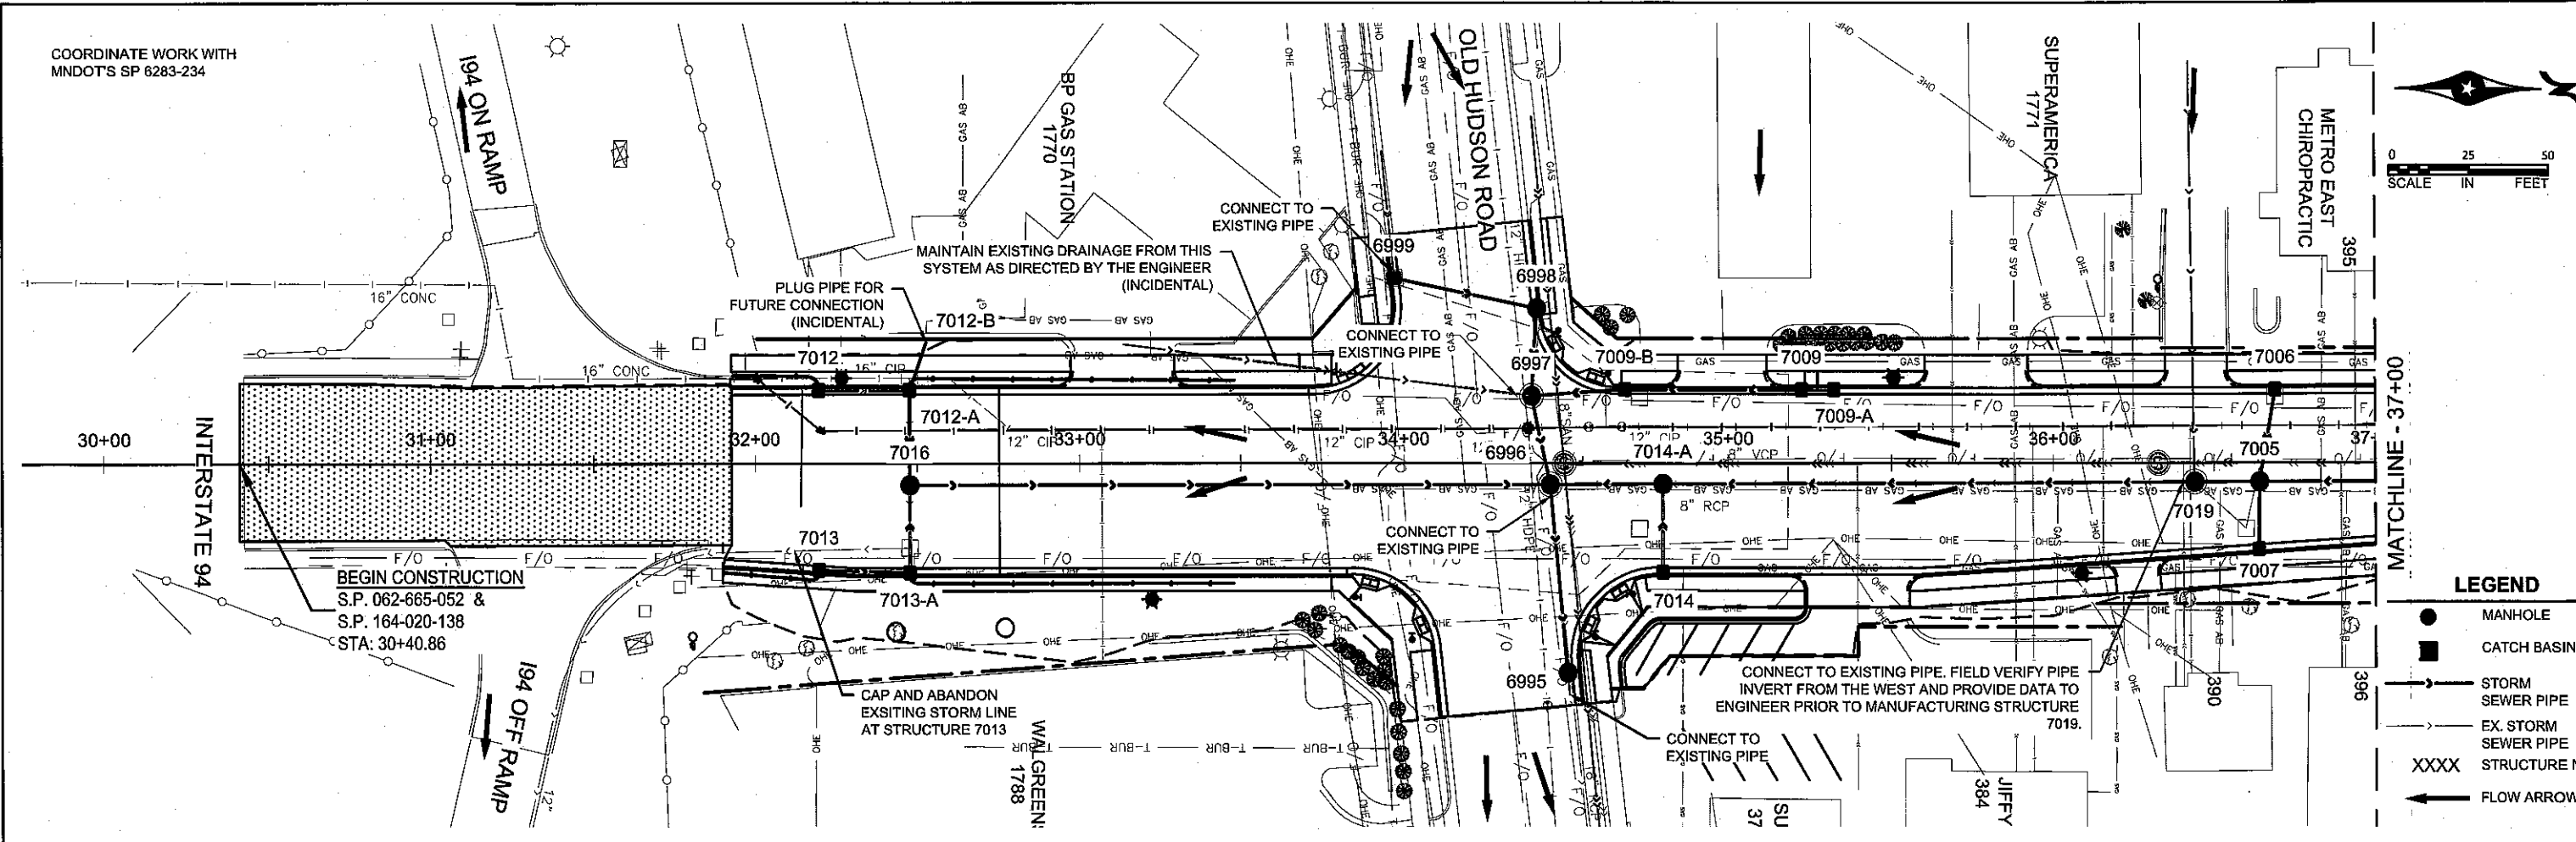 COORDINATE WORK WITH
MNDOT'S SP 6283-234
I94 ON RAMP
BP GAS STATION
1770
OLD HUDSON ROAD
SUPERAMERICA
1771
METRO EAST
CHIROPRACTIC
395
0 25 50
SCALE IN FEET
CONNECT TO
EXISTING PIPE
6999
MAINTAIN EXISTING DRAINAGE FROM THIS
SYSTEM AS DIRECTED BY THE ENGINEER
(INCIDENTAL)
6998
PLUG PIPE FOR
FUTURE CONNECTION
(INCIDENTAL)
7012-B
CONNECT TO
EXISTING PIPE
16" CONC
16" CONC
7012
16" CIP
6997
7009-B
7009
7006
7012-A
7009-A
INTERSTATE 94
30+00
31+00
32+00
12" CIP
33+00
12" CIP
34+00
12" CIP
35+00
36+00
37+
7016
6996
7014-A
8" VCP
8" SAN
7005
8" RCP
7019
12" HDPE
CONNECT TO
EXISTING PIPE
MATCHLINE - 37+00
7013
7013-A
7014
7007
BEGIN CONSTRUCTION
S.P. 062-665-052 &
S.P. 164-020-138
STA: 30+40.86
I94 OFF RAMP
12"
CAP AND ABANDON
EXSITING STORM LINE
AT STRUCTURE 7013
WALGREENS
1788
6995
CONNECT TO EXISTING PIPE. FIELD VERIFY PIPE
INVERT FROM THE WEST AND PROVIDE DATA TO
ENGINEER PRIOR TO MANUFACTURING STRUCTURE
7019.
CONNECT TO
EXISTING PIPE
SU
37
JIFFY
384
390
396
LEGEND
MANHOLE
CATCH BASIN
STORM
SEWER PIPE
EX. STORM
SEWER PIPE
XXXX STRUCTURE N
FLOW ARROW